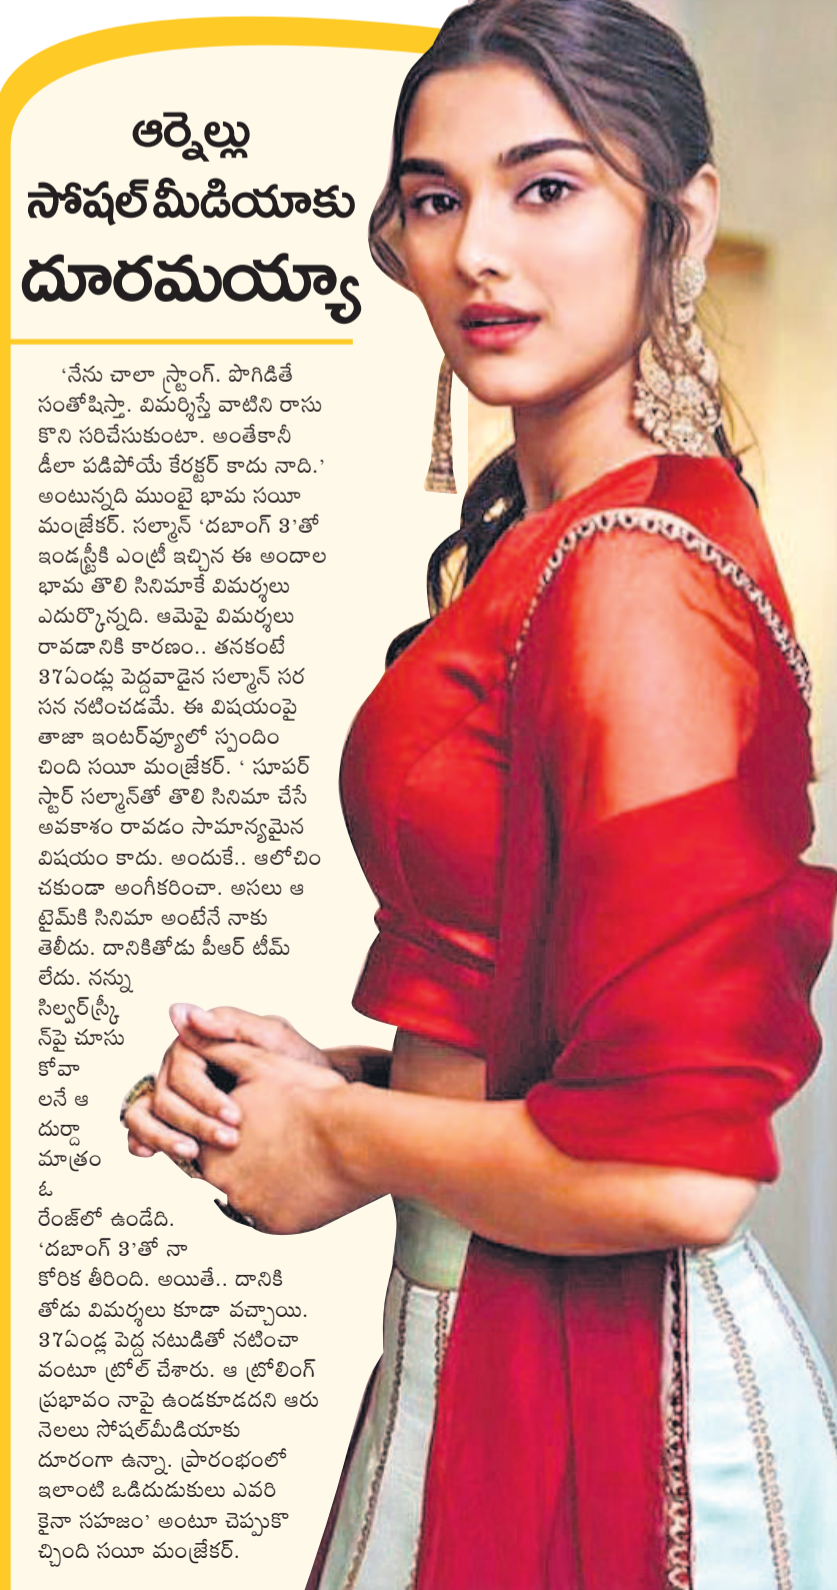 ఆర్నెల్లు
సోషల్‌మీడియాకు
దూరమయ్యా
‘నేను చాలా స్ట్రాంగ్. పొగిడితే
సంతోషిస్తా. విమర్శిస్తే వాటిని రాసు
కొని సరిచేసుకుంటా. అంతేకానీ
డీలా పడిపోయే కేరక్టర్ కాదు నాది.’
అంటున్నది ముంబై భామ సయీ
మంజ్రేకర్. సల్మాన్ ‘దబాంగ్ 3’తో
ఇండస్ట్రీకి ఎంట్రీ ఇచ్చిన ఈ అందాల
భామ తొలి సినిమాకే విమర్శలు
ఎదుర్కొన్నది. ఆమెపై విమర్శలు
రావడానికి కారణం.. తనకంటే
37ఏండ్లు పెద్దవాడైన సల్మాన్ సర
సన నటించడమే. ఈ విషయంపై
తాజా ఇంటర్‌వ్యూలో స్పందిం
చింది సయీ మంజ్రేకర్. ‘ సూపర్
స్టార్ సల్మాన్‌తో తొలి సినిమా చేసే
అవకాశం రావడం సామాన్యమైన
విషయం కాదు. అందుకే.. ఆలోచిం
చకుండా అంగీకరించా. అసలు ఆ
టైమ్‌కి సినిమా అంటేనే నాకు
తెలీదు. దానికితోడు పీఆర్ టీమ్
లేదు. నన్ను
సిల్వర్‌స్క్రీ
న్‌పై చూసు
కోవా
లనే ఆ
దుర్దా
మాత్రం
ఓ
రేంజ్‌లో ఉండేది.
‘దబాంగ్ 3’తో నా
కోరిక తీరింది. అయితే.. దానికి
తోడు విమర్శలు కూడా వచ్చాయి.
37ఏండ్ల పెద్ద నటుడితో నటించా
వంటూ ట్రోల్ చేశారు. ఆ ట్రోలింగ్
ప్రభావం నాపై ఉండకూడదని ఆరు
నెలలు సోషల్‌మీడియాకు
దూరంగా ఉన్నా. ప్రారంభంలో
ఇలాంటి ఒడిదుడుకులు ఎవరి
కైనా సహజం’ అంటూ చెప్పుకొ
చ్చింది సయీ మంజ్రేకర్.